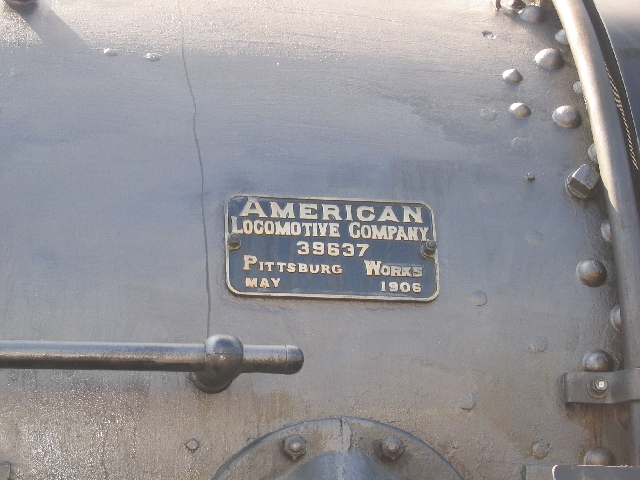 AMERICAN
LOCOMOTIVE COMPANY
39637
PITTSBURG WORKS
MAY 1906